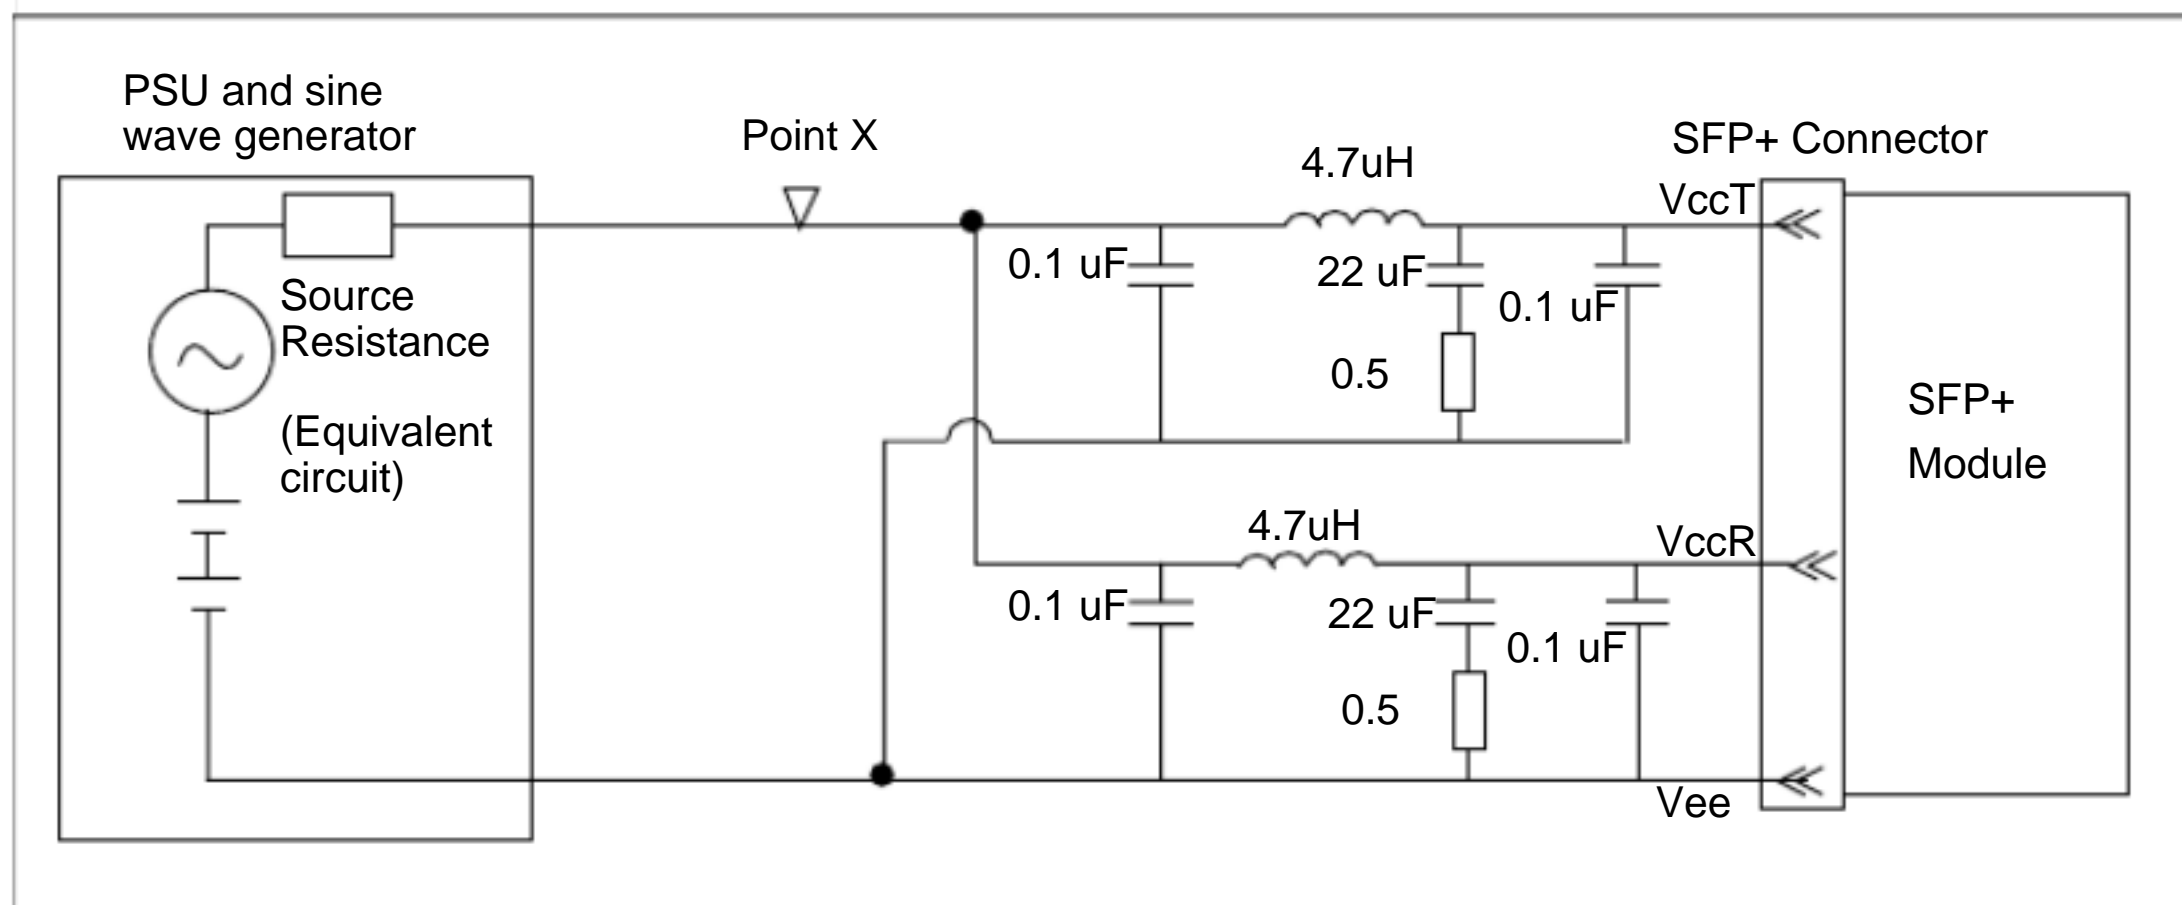 PSU and sine
wave generator
Point X
SFP+ Connector
4.7uH
VccT
0.1 uF
22 uF
0.1 uF
Source
Resistance
0.5
(Equivalent
circuit)
SFP+
Module
4.7uH
VccR
0.1 uF
22 uF
0.1 uF
0.5
Vee